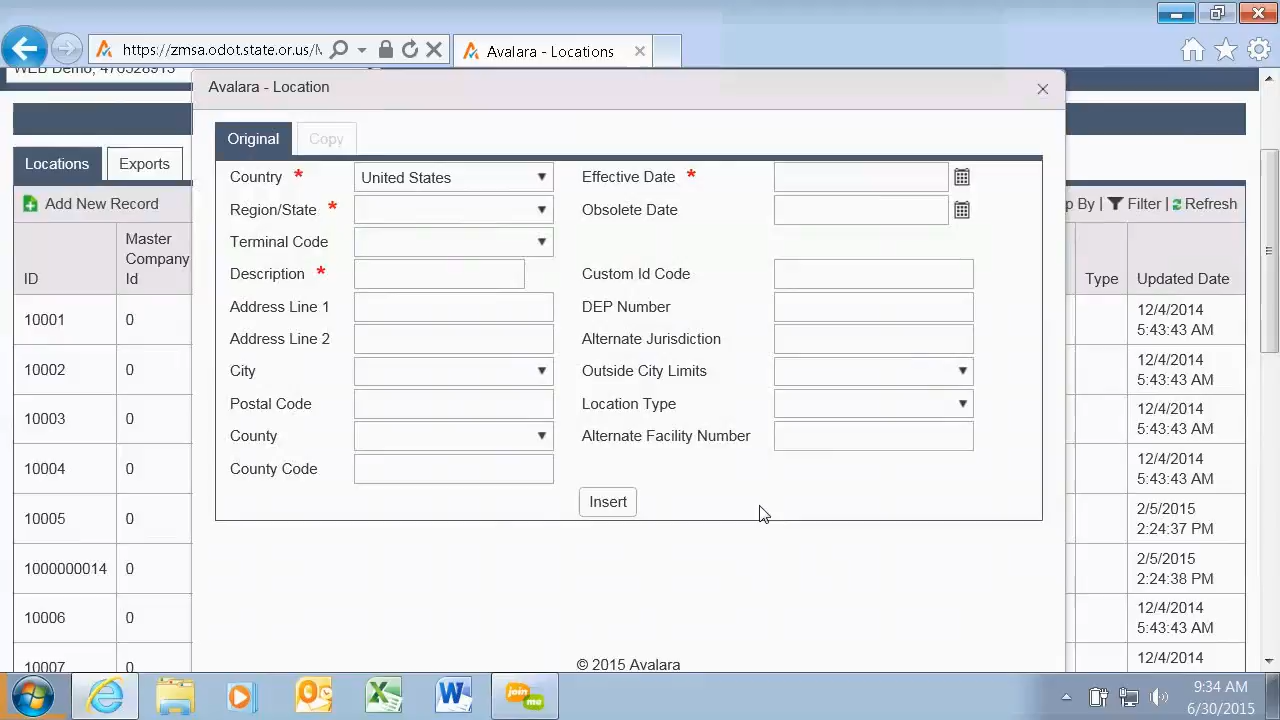 https://zmsa.odot.state.or.us/
Avalara - Locations
WEB Demo, 470528913
Avalara - Location
Original
Copy
Locations
Exports
Country *
United States
Effective Date *
Region/State *
Obsolete Date
Add New Record
p By | Filter | Refresh
Terminal Code
Description *
Custom Id Code
ID
Master Company Id
Type
Updated Date
Address Line 1
DEP Number
10001
0
12/4/2014
5:43:43 AM
Address Line 2
Alternate Jurisdiction
10002
0
12/4/2014
5:43:43 AM
City
Outside City Limits
Postal Code
Location Type
10003
0
12/4/2014
5:43:43 AM
County
Alternate Facility Number
10004
0
12/4/2014
5:43:43 AM
County Code
Insert
10005
0
2/5/2015
2:24:37 PM
1000000014
0
2/5/2015
2:24:38 PM
10006
0
12/4/2014
5:43:43 AM
10007
0
12/4/2014
© 2015 Avalara
join me
9:34 AM
6/30/2015